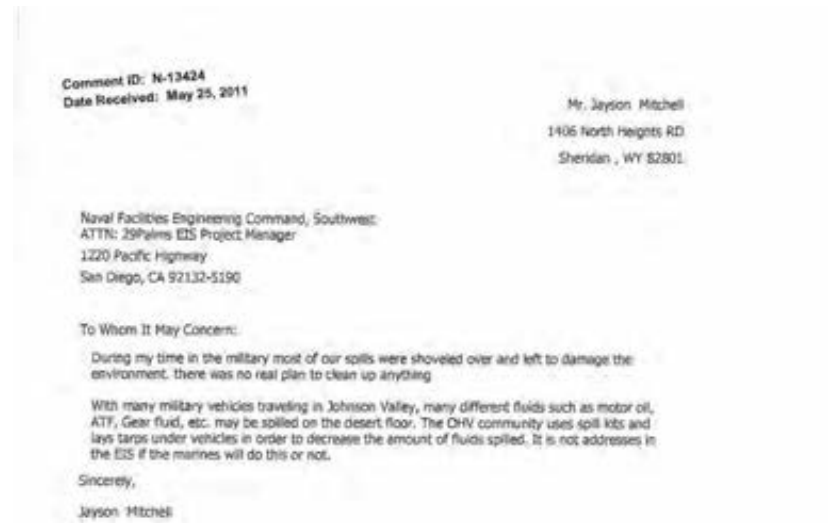 Comment ID: N-13424
Date Received: May 25, 2011
Mr. Jayson Mitchell
1406 North Heights RD
Sheridan , WY 82801
Naval Facilities Engineering Command, Southwest
ATTN: 29Palms EIS Project Manager
1220 Pacific Highway
San Diego, CA 92132-5190
To Whom It May Concern:
During my time in the military most of our spills were shoveled over and left to damage the
environment. there was no real plan to clean up anything
With many military vehicles traveling in Johnson Valley, many different fluids such as motor oil,
ATF, Gear fluid, etc. may be spilled on the desert floor. The OHV community uses spill kits and
lays tarps under vehicles in order to decrease the amount of fluids spilled. It is not addresses in
the EIS if the marines will do this or not.
Sincerely,
Jayson Mitchell